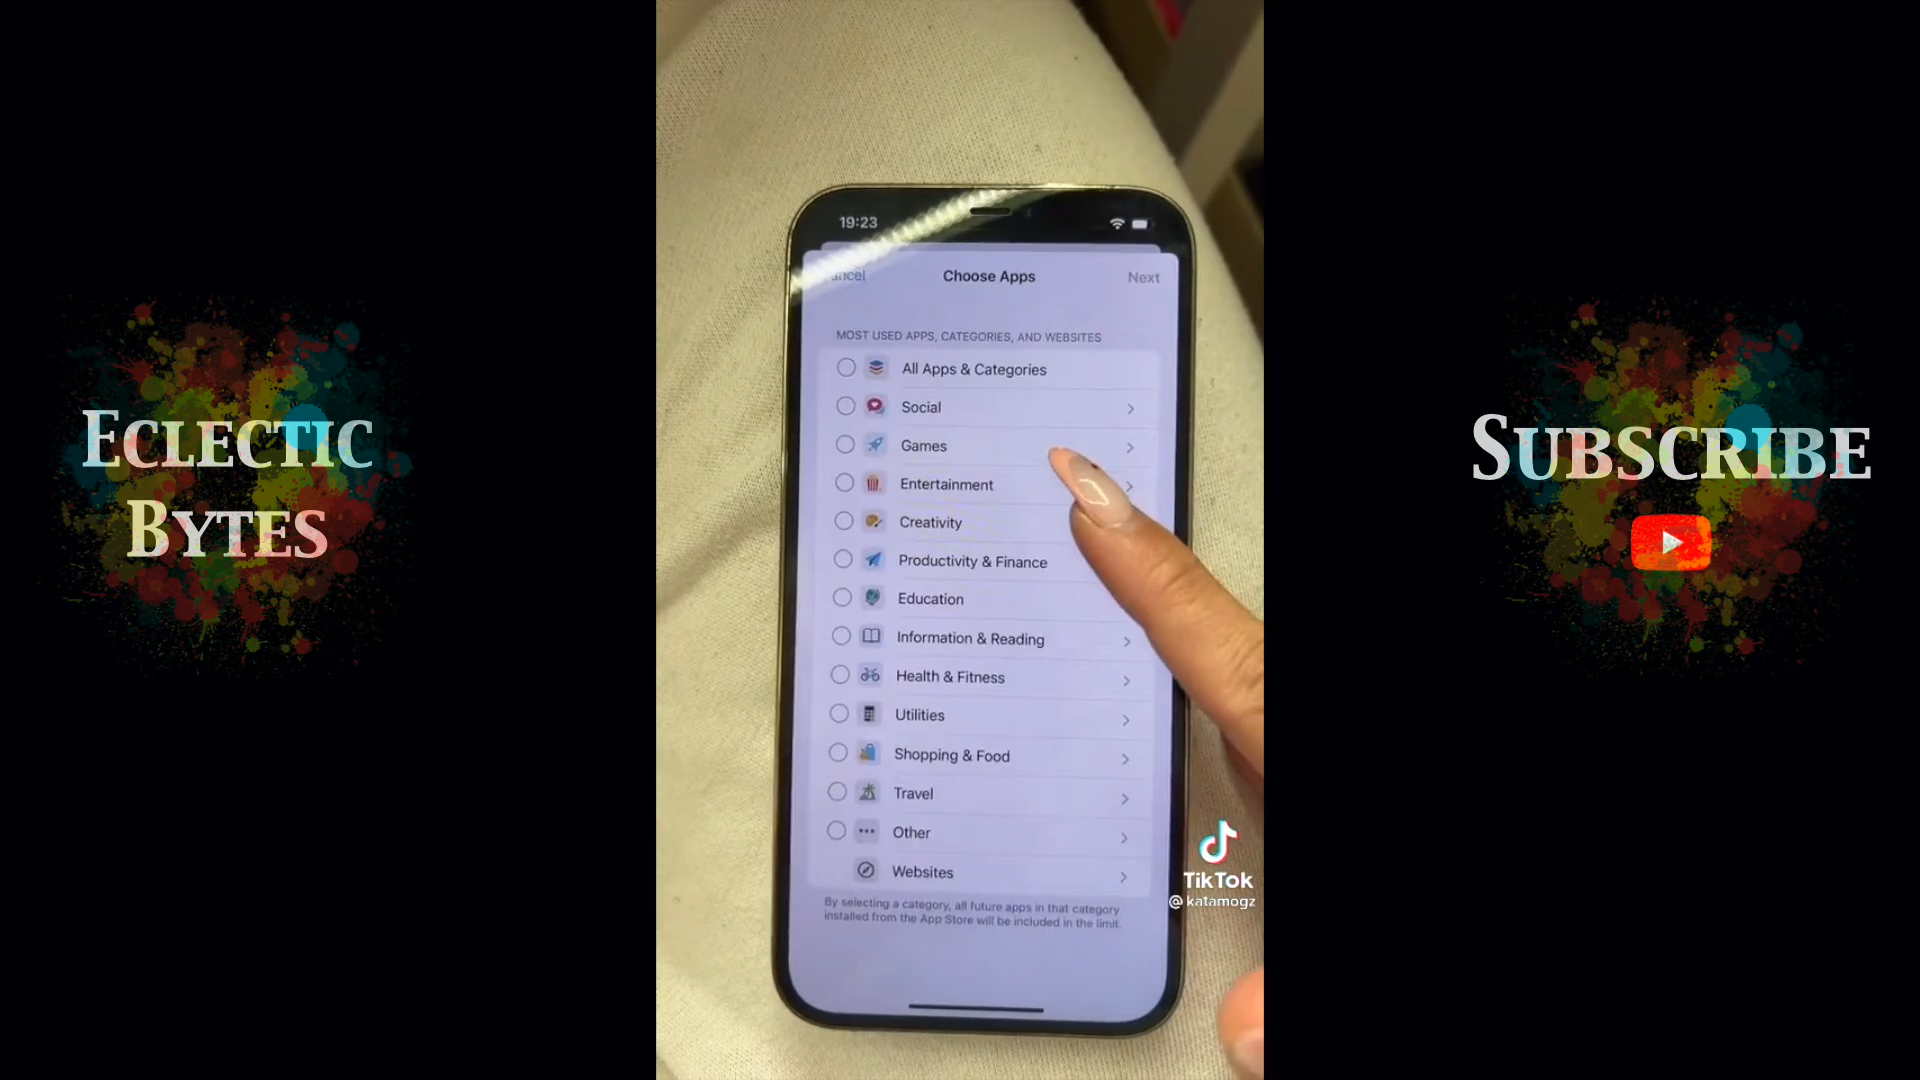 19:23
Choose Apps
Next
MOST USED APPS, CATEGORIES, AND WEBSITES
All Apps & Categories
Social
Games
Entertainment
Creativity
Productivity & Finance
Education
Information & Reading
Health & Fitness
Utilities
Shopping & Food
Travel
Other
Websites
By selecting a category, all future apps in that category
installed from the App Store will be included in the limit.
ECLECTIC
BYTES
SUBSCRIBE
TikTok
@katamogz